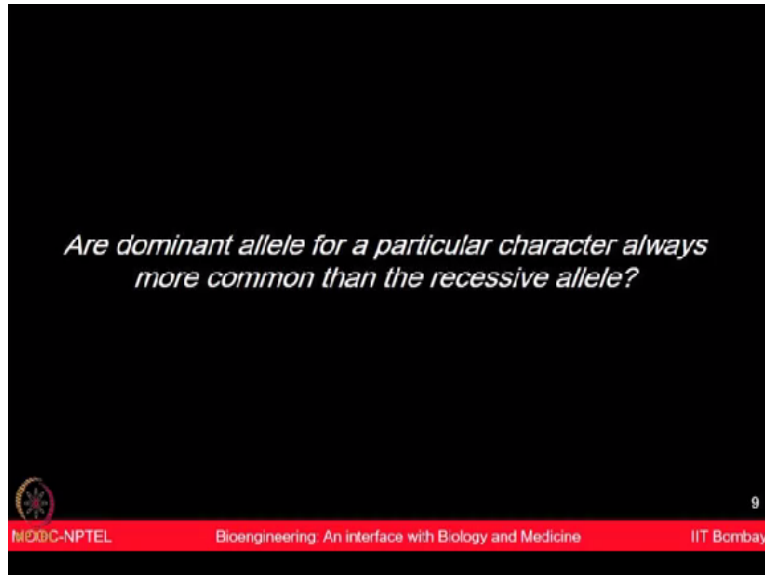 Are dominant allele for a particular character always
more common than the recessive allele?
9
MOOC-NPTEL Bioengineering: An interface with Biology and Medicine IIT Bombay